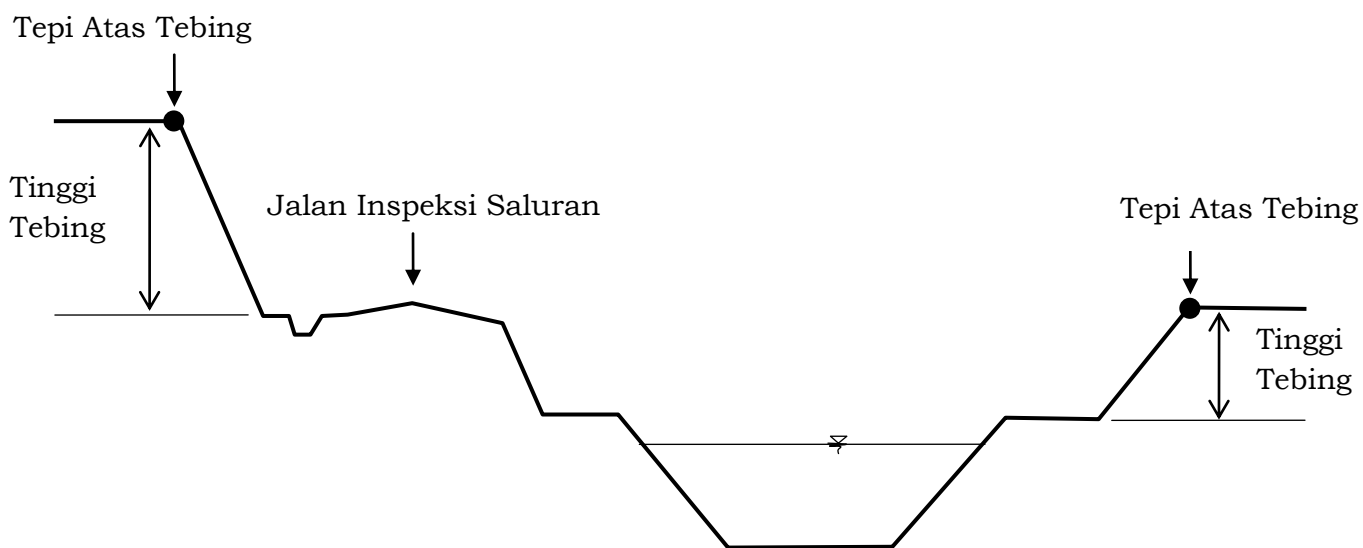 Tepi Atas Tebing
Tinggi
Tebing
Jalan Inspeksi Saluran
Tepi Atas Tebing
Tinggi
Tebing